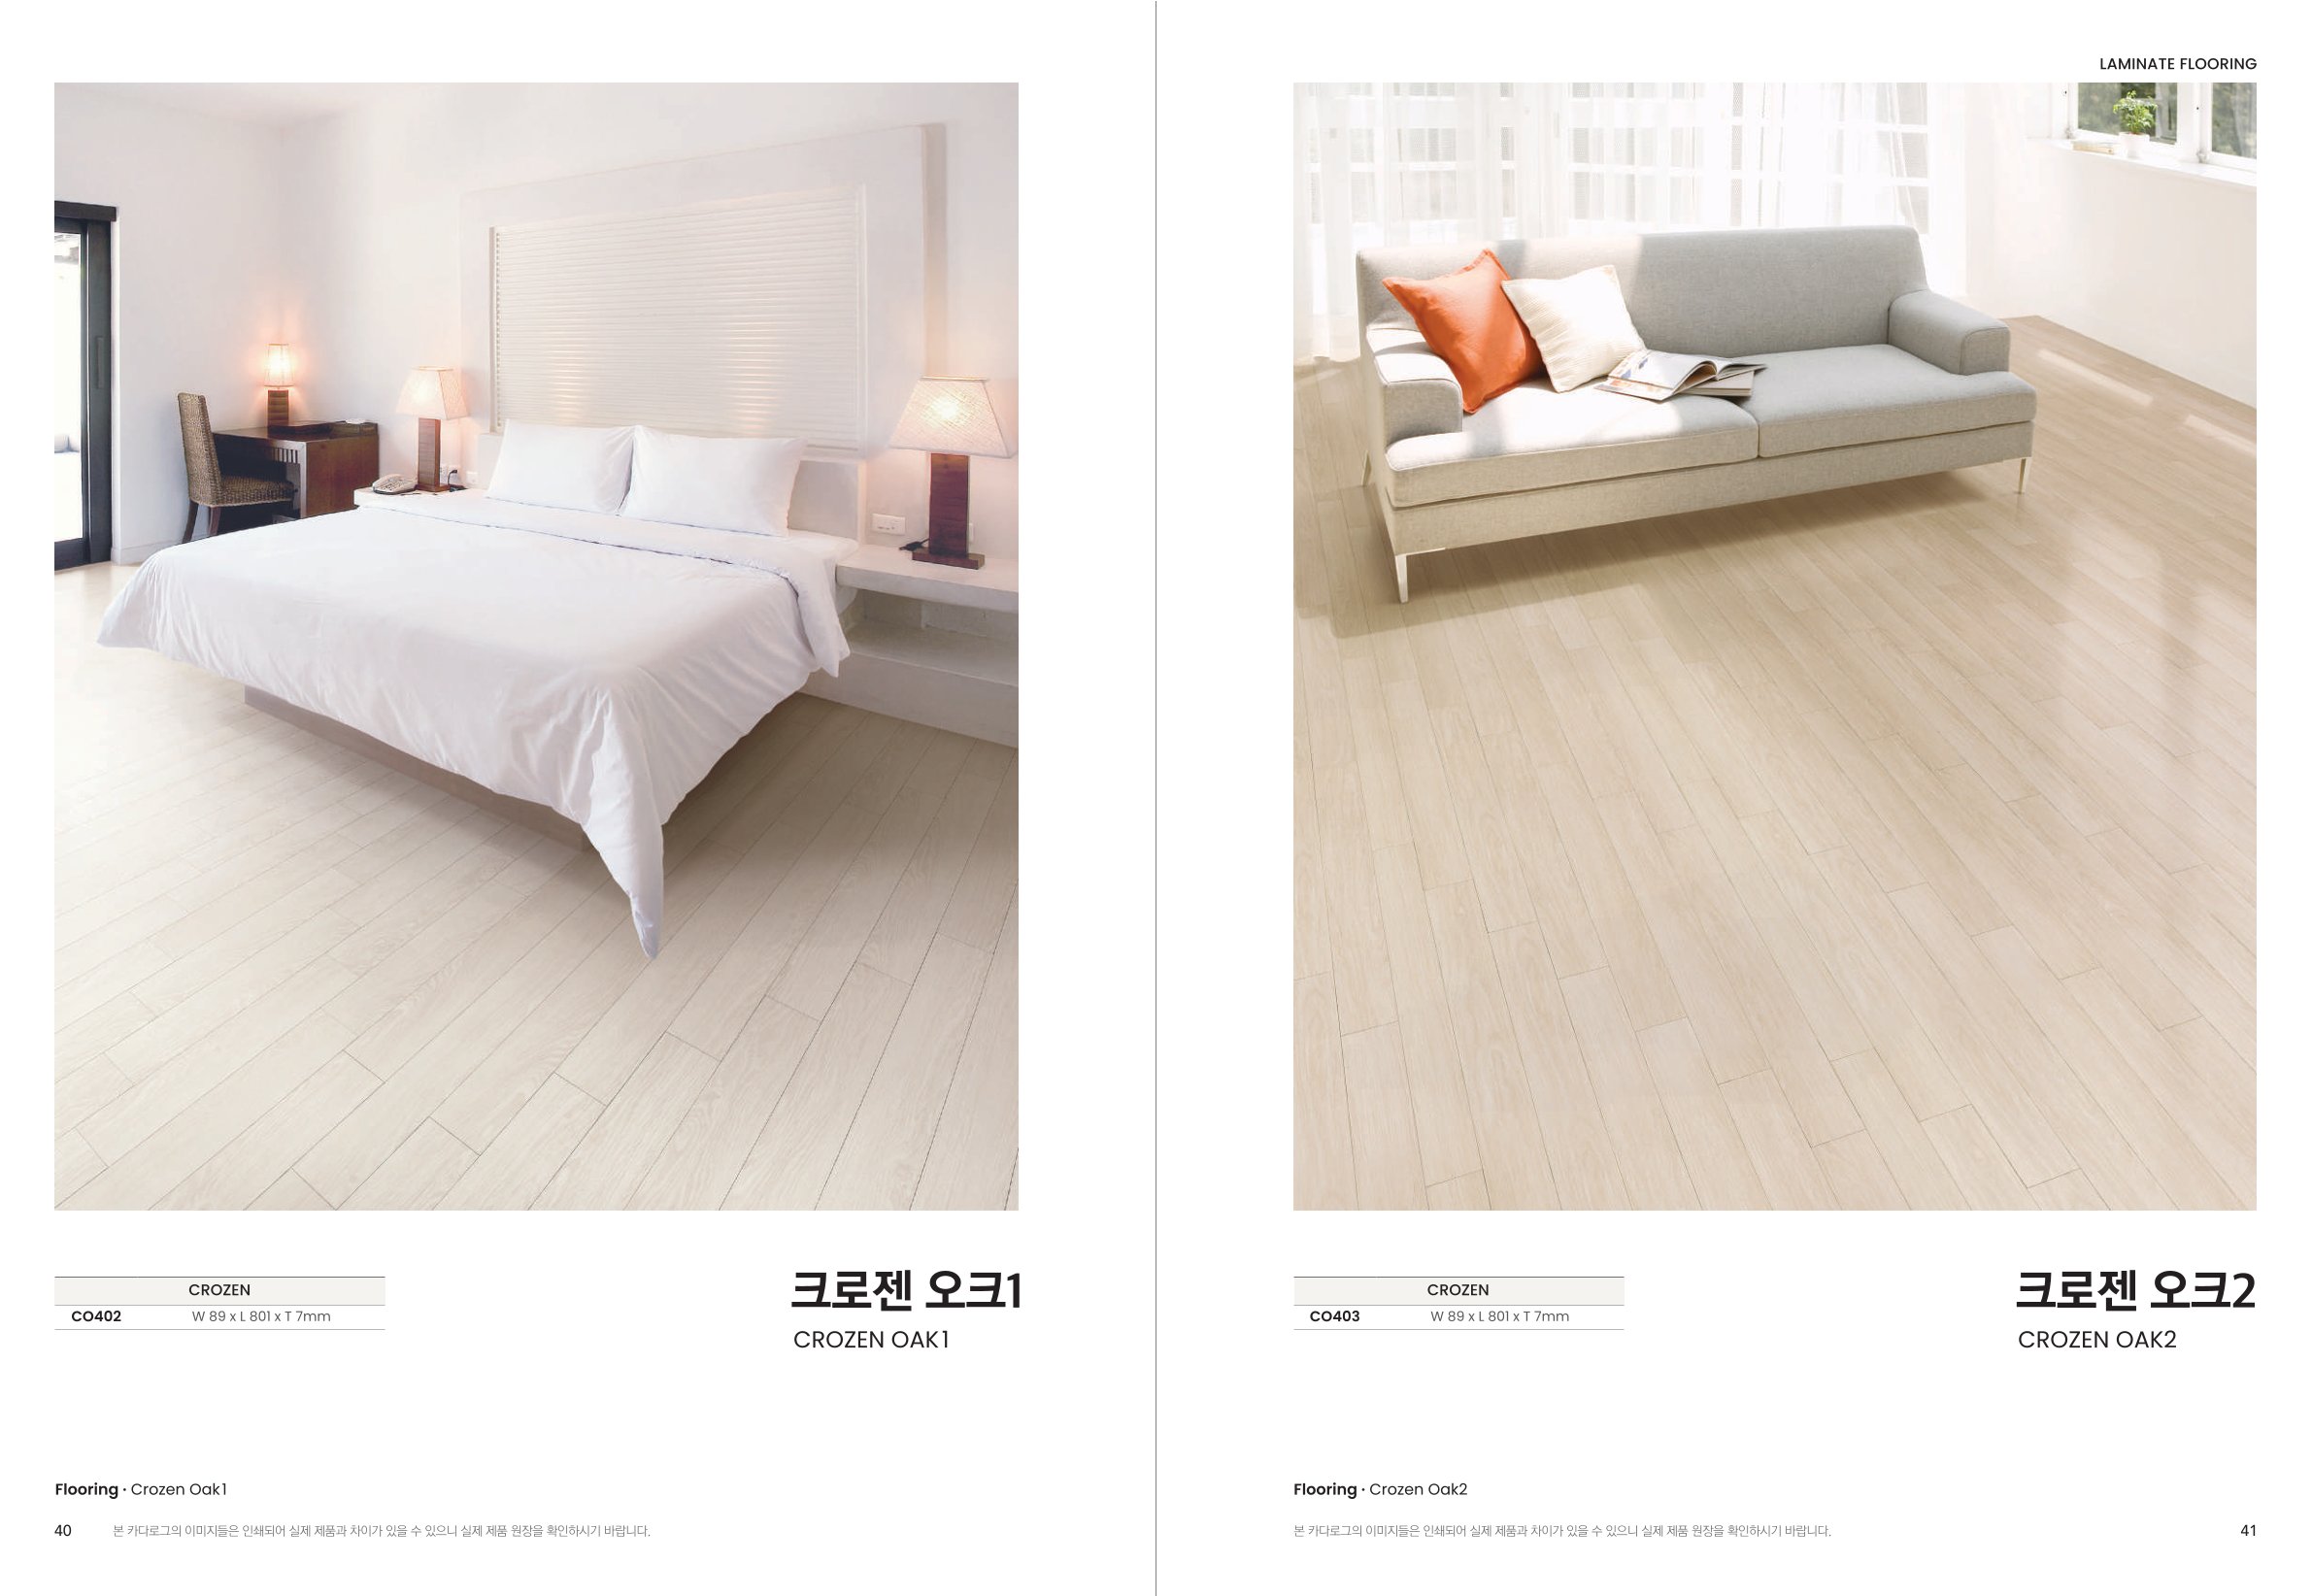 CROZEN
CO402 W 89 x L 801 x T 7mm
크로젠 오크1
CROZEN OAK1
Flooring · Crozen Oak1
40 본 카다로그의 이미지들은 인쇄되어 실제 제품과 차이가 있을 수 있으니 실제 제품 원장을 확인하시기 바랍니다.
LAMINATE FLOORING
CROZEN
CO403 W 89 x L 801 x T 7mm
크로젠 오크2
CROZEN OAK2
Flooring · Crozen Oak2
본 카다로그의 이미지들은 인쇄되어 실제 제품과 차이가 있을 수 있으니 실제 제품 원장을 확인하시기 바랍니다. 41